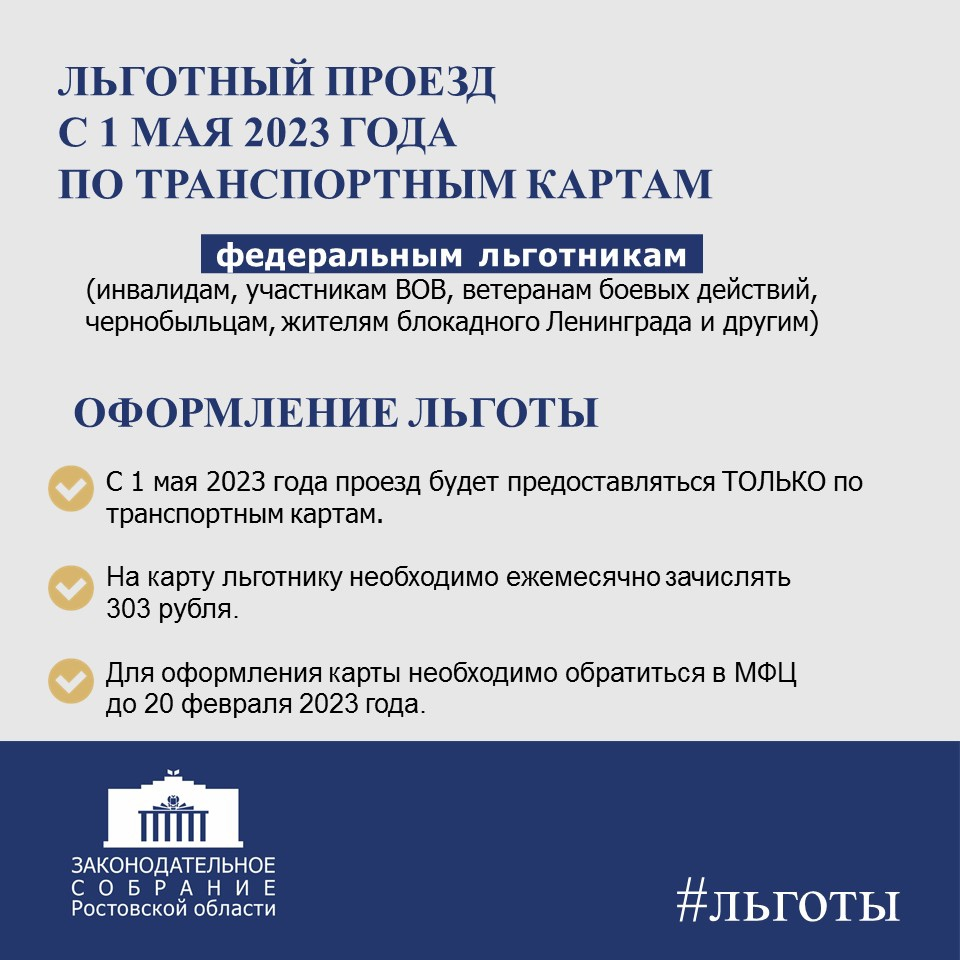 ЛЬГОТНЫЙ ПРОЕЗД
С 1 МАЯ 2023 ГОДА
ПО ТРАНСПОРТНЫМ КАРТАМ
федеральным льготникам
(инвалидам, участникам ВОВ, ветеранам боевых действий,
чернобыльцам, жителям блокадного Ленинграда и другим)
ОФОРМЛЕНИЕ ЛЬГОТЫ
С 1 мая 2023 года проезд будет предоставляться ТОЛЬКО по
транспортным картам.
На карту льготнику необходимо ежемесячно зачислять
303 рубля.
Для оформления карты необходимо обратиться в МФЦ
до 20 февраля 2023 года.
ЗАКОНОДАТЕЛЬНОЕ
СОБРАНИЕ
Ростовской области
#льготы